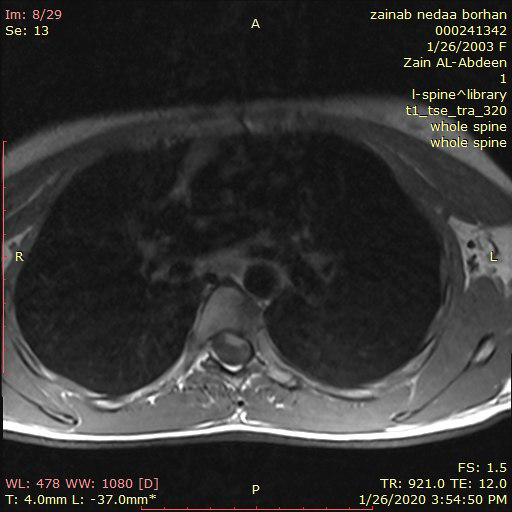 Im: 8/29
Se: 13
A
zainab nedaa borhan
000241342
1/26/2003 F
Zain AL-Abdeen
1
l-spine^library
t1_tse_tra_320
whole spine
whole spine
R
L
WL: 478 WW: 1080 [D]
T: 4.0mm L: -37.0mm*
P
FS: 1.5
TR: 921.0 TE: 12.0
1/26/2020 3:54:50 PM